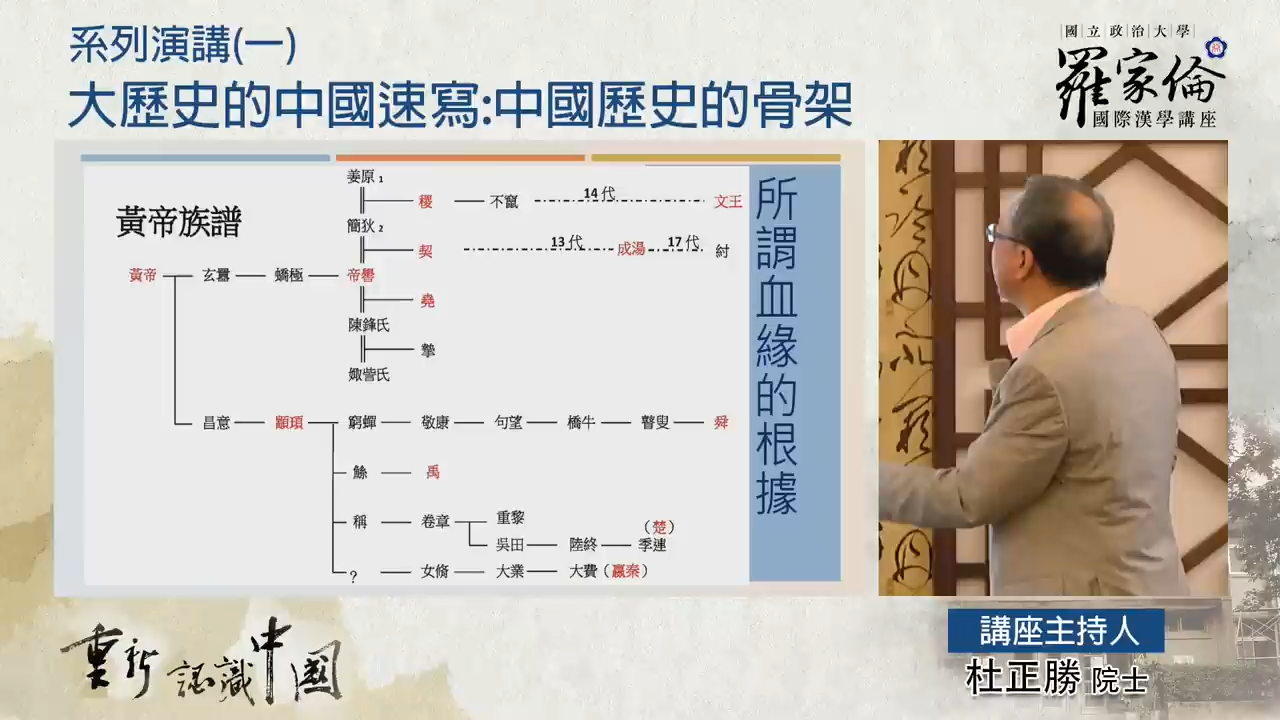 系列演講(一)
大歷史的中國速寫:中國歷史的骨架
國立政治大學
羅家倫
國際漢學講座
黃帝族譜
所謂血緣的根據
姜原 1
稷 不窋 14 代 文王
簡狄 2
契 13 代 成湯 17 代 紂
黃帝 玄囂 蟜極 帝嚳
堯
陳鋒氏
摯
娵訾氏
昌意 顓頊 窮蟬 敬康 句望 橋牛 瞽叟 舜
鯀 禹
稱 卷章 重黎
(楚)
吳田 陸終 季連
? 女脩 大業 大費(嬴秦)
重新認識中國
講座主持人
杜正勝 院士